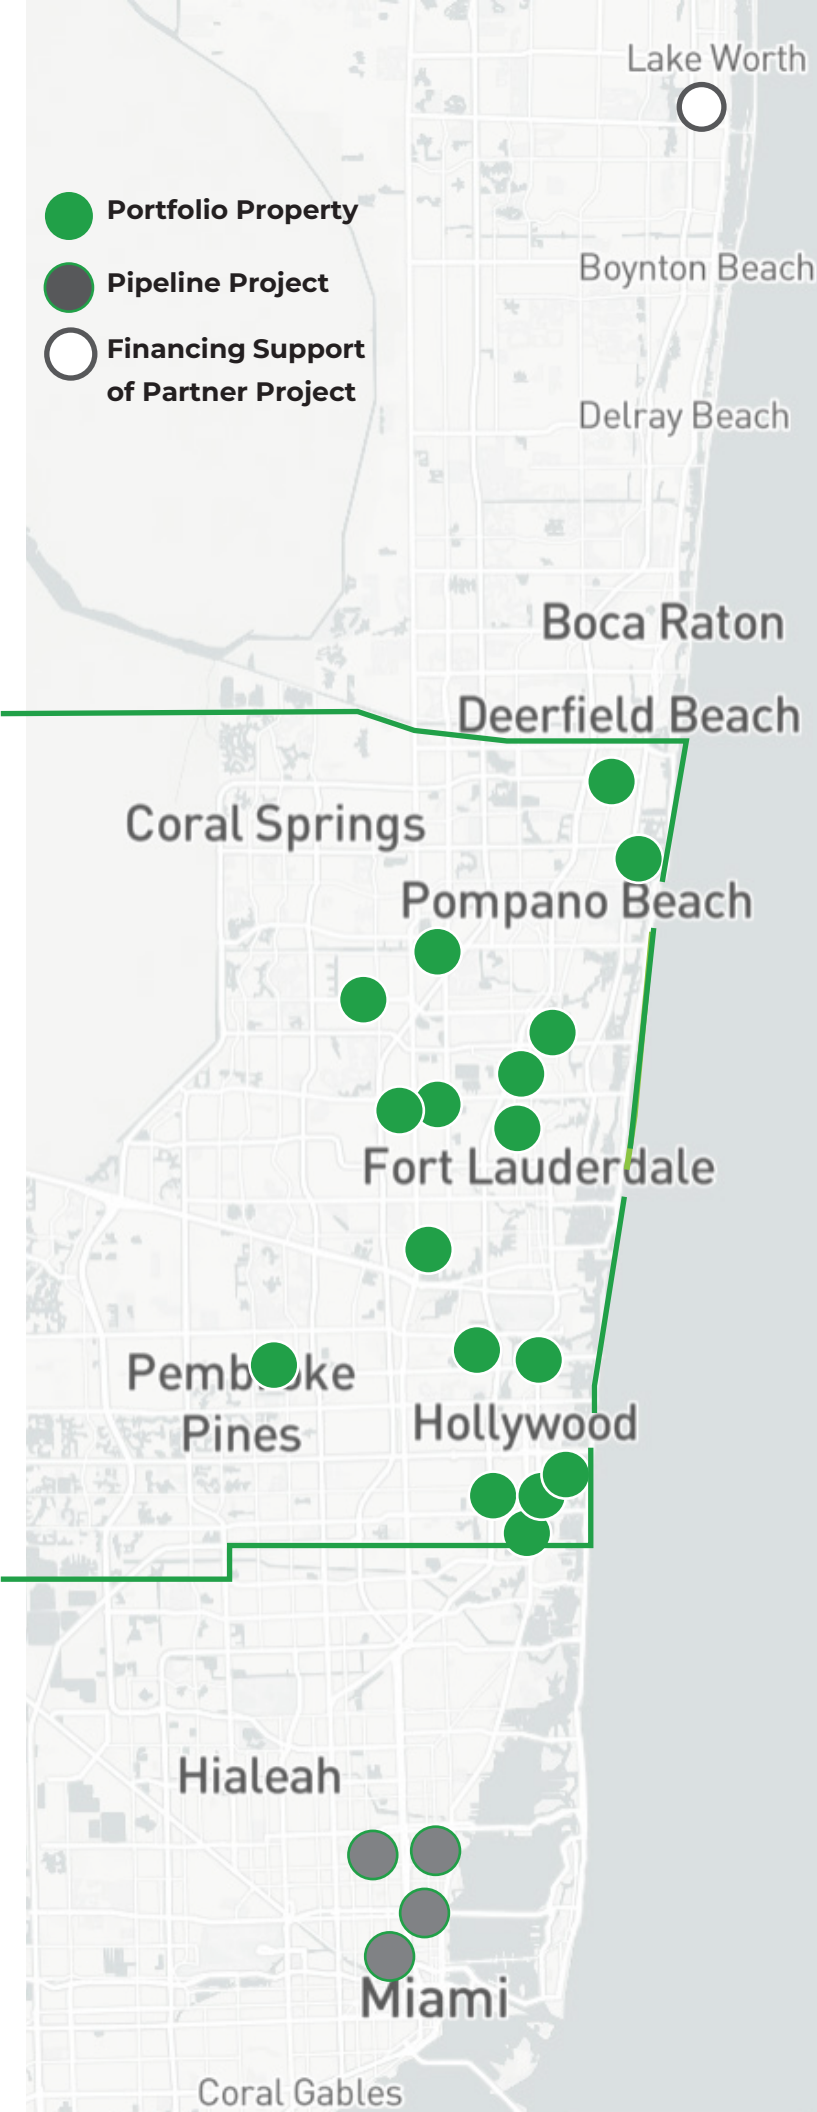 Lake Worth
Portfolio Property
Boynton Beach
Pipeline Project
Financing Support
of Partner Project
Delray Beach
Boca Raton
Deerfield Beach
Coral Springs
Pompano Beach
Fort Lauderdale
Pembroke
Pines
Hollywood
Hialeah
Miami
Coral Gables